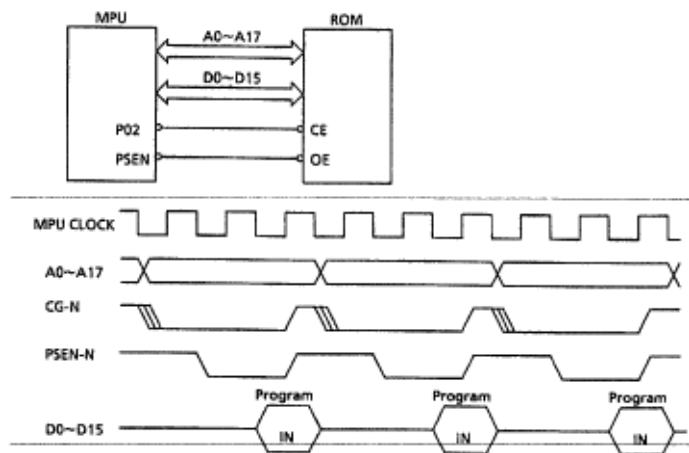 MPU
ROM
A0~A17
D0~D15
P02
CE
PSEN
OE
MPU CLOCK
A0~A17
CG-N
PSEN-N
Program
Program
Program
D0~D15
IN
IN
IN